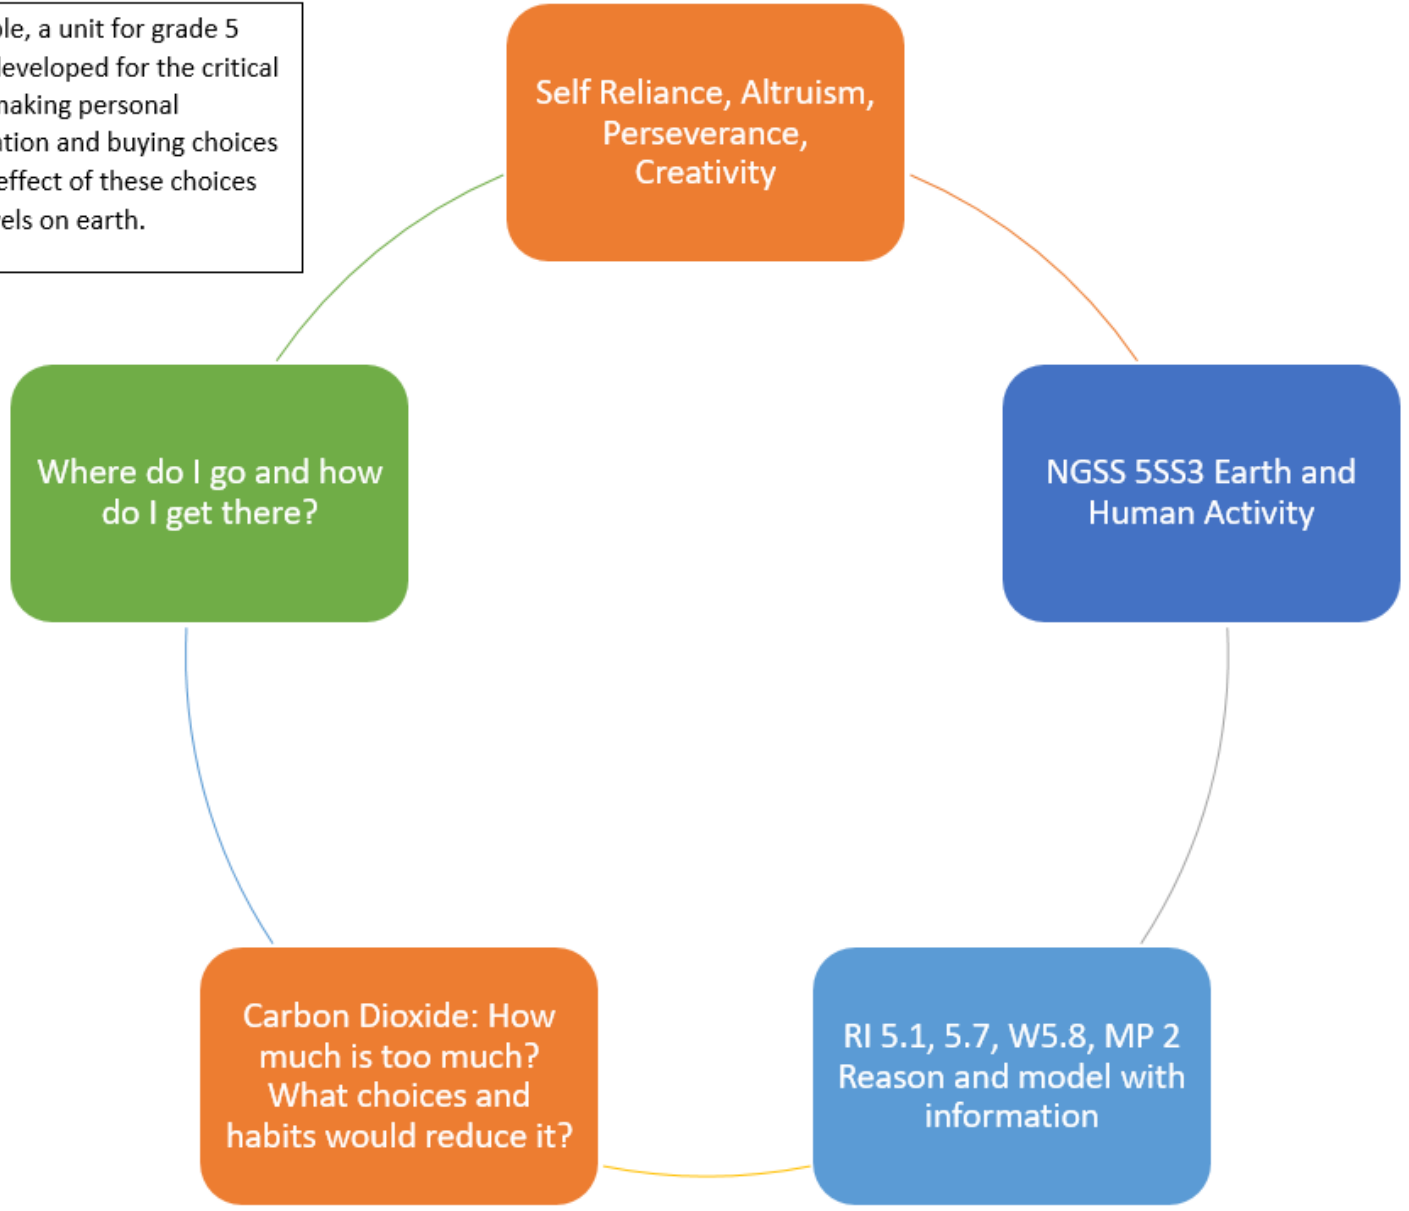 a unit for grade 5
developed for the critical
making personal
and buying choices
effect of these choices
on earth.
Self Reliance, Altruism,
Perseverance,
Creativity
Where do I go and how
do I get there?
NGSS 5SS3 Earth and
Human Activity
Carbon Dioxide: How
much is too much?
What choices and
habits would reduce it?
RI 5.1, 5.7, W5.8, MP 2
Reason and model with
information